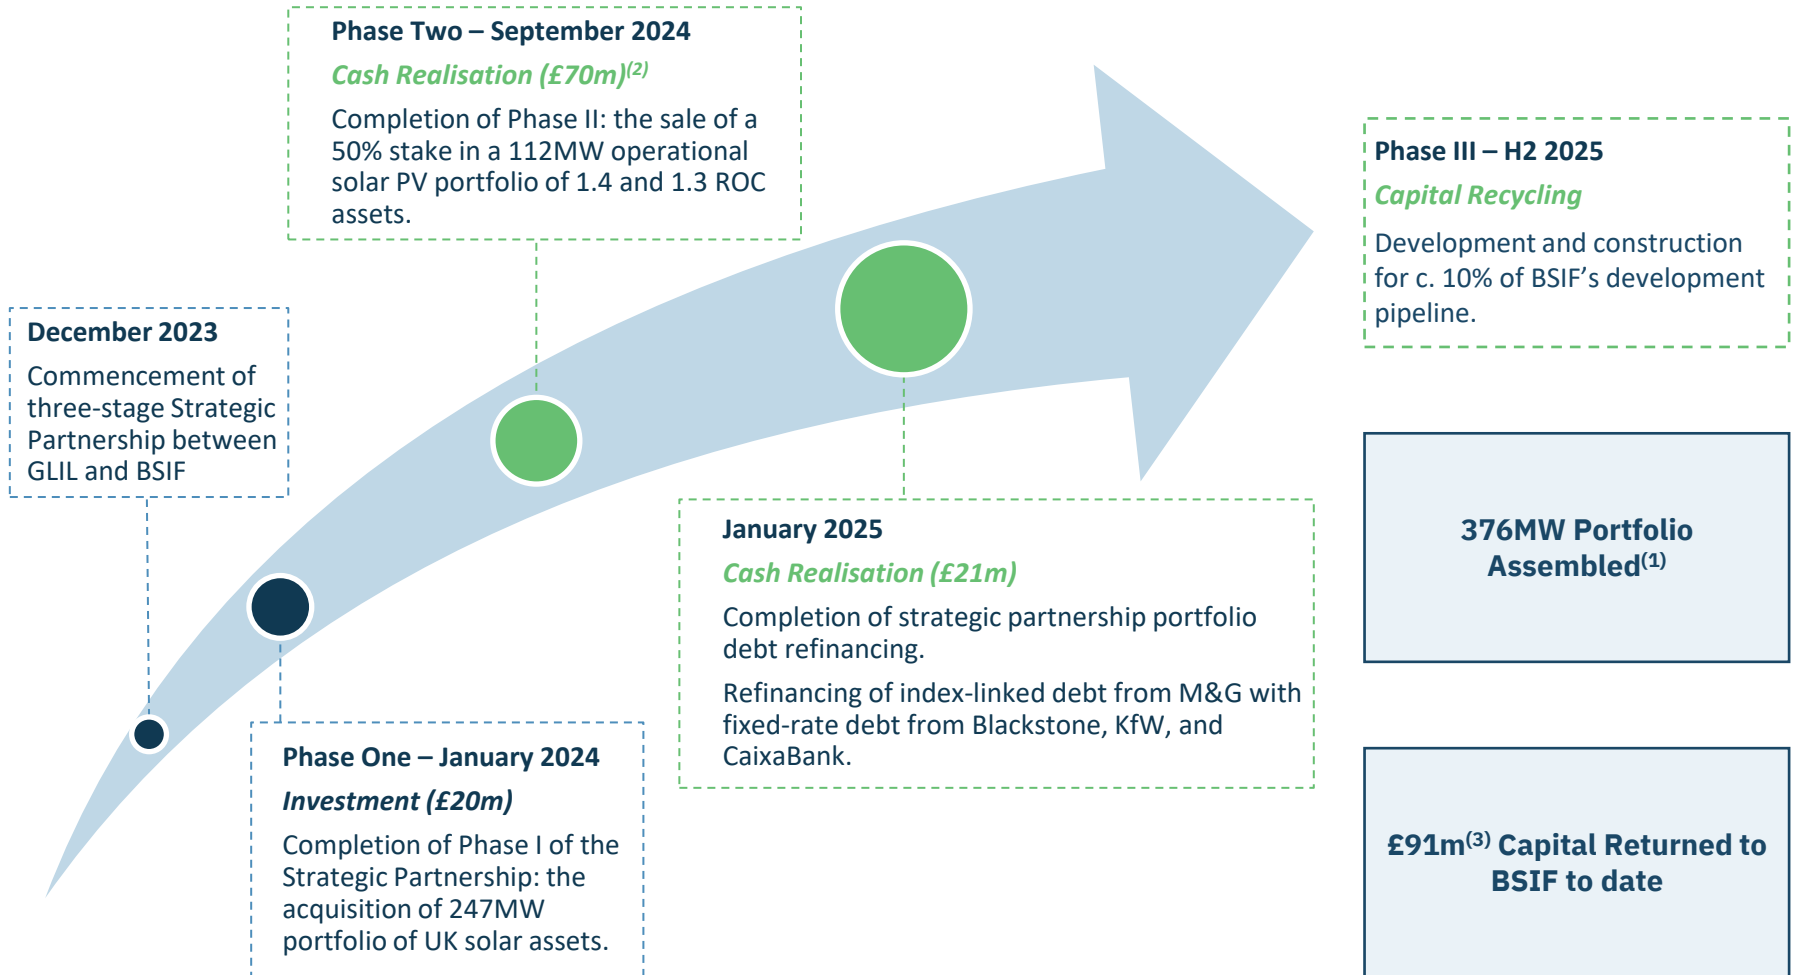 Phase Two – September 2024
Cash Realisation (£70m)(2)
Completion of Phase II: the sale of a
50% stake in a 112MW operational
solar PV portfolio of 1.4 and 1.3 ROC
assets.
Phase III – H2 2025
Capital Recycling
Development and construction
for c. 10% of BSIF’s development
pipeline.
December 2023
Commencement of
three-stage Strategic
Partnership between
GLIL and BSIF
376MW Portfolio
Assembled(1)
January 2025
Cash Realisation (£21m)
Completion of strategic partnership portfolio
debt refinancing.
Refinancing of index-linked debt from M&G with
fixed-rate debt from Blackstone, KfW, and
CaixaBank.
Phase One – January 2024
Investment (£20m)
Completion of Phase I of the
Strategic Partnership: the
acquisition of 247MW
portfolio of UK solar assets.
£91m(3) Capital Returned to
BSIF to date